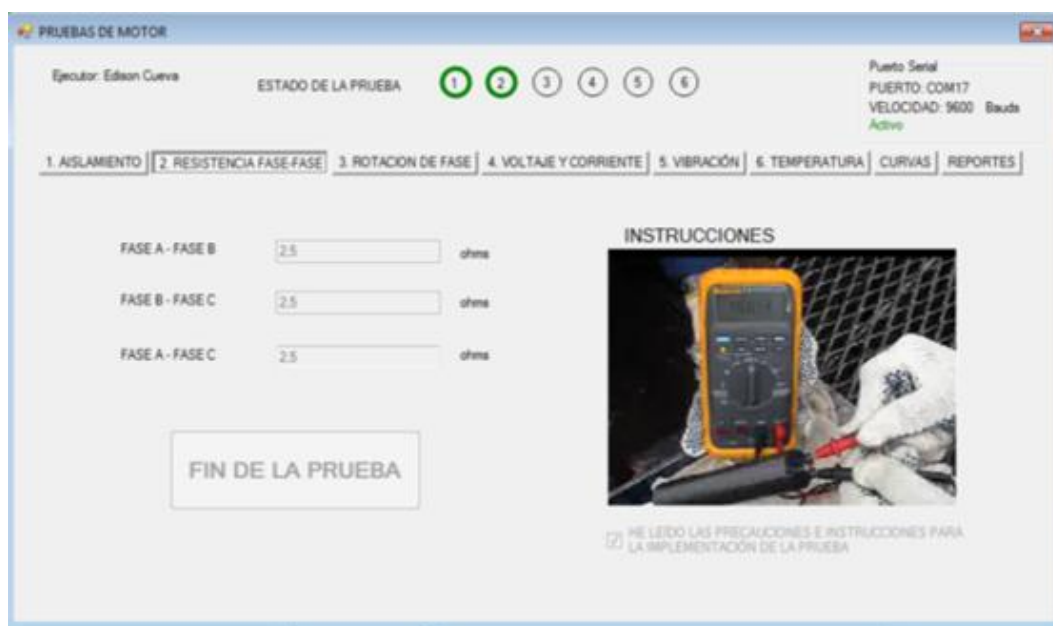 PRUEBAS DE MOTOR
Ejecutor: Edison Cueva
ESTADO DE LA PRUEBA
1 2 3 4 5 6
Puerto Serial
PUERTO: COM17
VELOCIDAD: 9600 Bauds
Activo
1. AISLAMIENTO 2. RESISTENCIA FASE-FASE 3. ROTACION DE FASE 4. VOLTAJE Y CORRIENTE 5. VIBRACIÓN 6. TEMPERATURA CURVAS REPORTES
FASE A - FASE B 2.5 ohms
FASE B - FASE C 2.5 ohms
FASE A - FASE C 2.5 ohms
FIN DE LA PRUEBA
INSTRUCCIONES
HE LEIDO LAS PRECAUCIONES E INSTRUCCIONES PARA
LA IMPLEMENTACIÓN DE LA PRUEBA